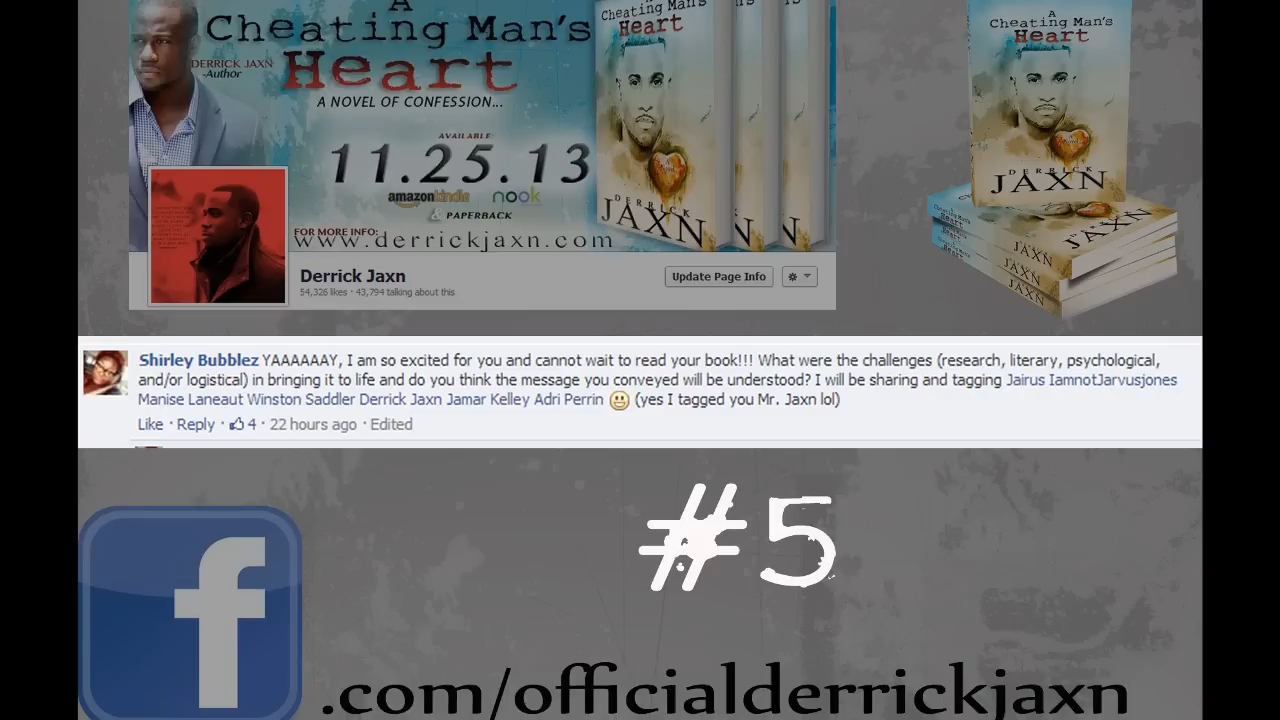 A
Cheating Man's
Heart
DERRICK JAXN
-Author
A NOVEL OF CONFESSION...
AVAILABLE
11.25.13
amazonkindle nook
& PAPERBACK
FOR MORE INFO:
www.derrickjaxn.com
Cheating Man's
Heart
DERRICK
JAXN
N
N
A
Cheating Man's
Heart
a Novel
DERRICK
JAXN
JAXN
Cheating Man's
Heart
JAXN
JAXN
JAXN
Derrick Jaxn
54,326 likes · 43,794 talking about this
Update Page Info
Shirley Bubblez YAAAAAAY, I am so excited for you and cannot wait to read your book!!! What were the challenges (research, literary, psychological,
and/or logistical) in bringing it to life and do you think the message you conveyed will be understood? I will be sharing and tagging Jairus IamnotJarvusjones
Manise Laneaut Winston Saddler Derrick Jaxn Jamar Kelley Adri Perrin 😀 (yes I tagged you Mr. Jaxn lol)
Like · Reply · 4 · 22 hours ago · Edited
#5
f
.com/officialderrickjaxn